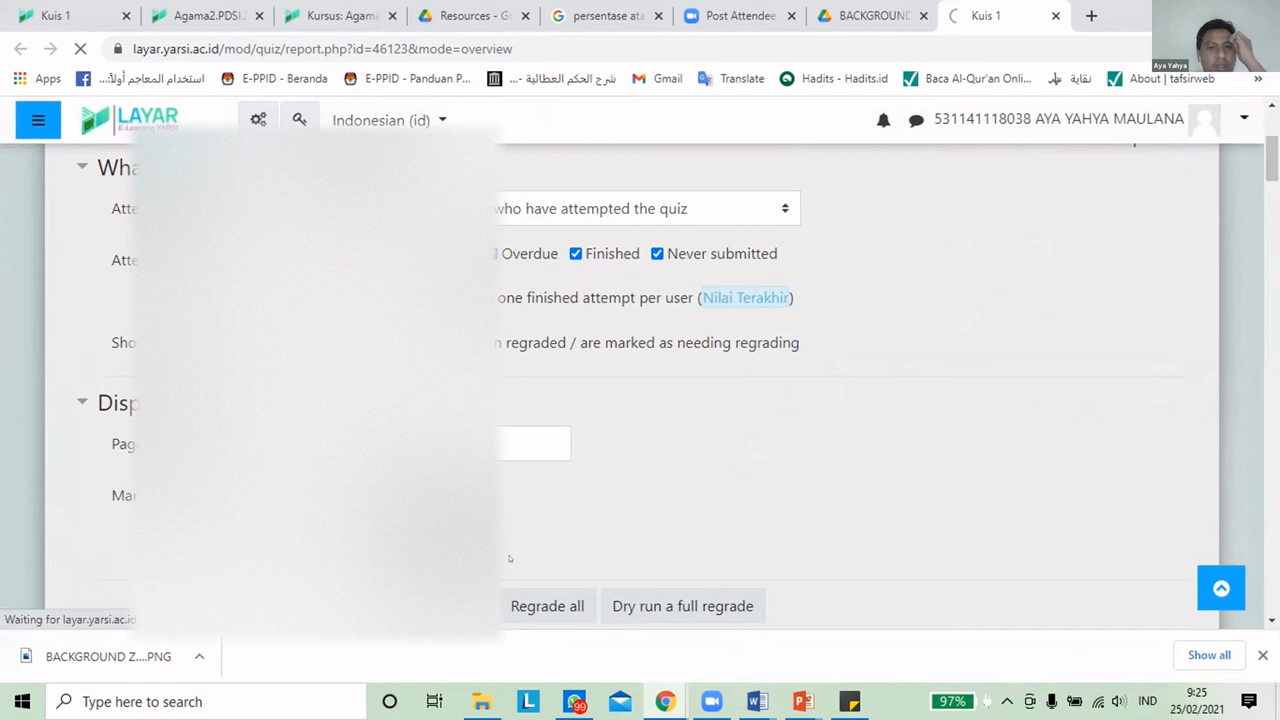 Kuis 1
Agama2.PDSI
Kursus: Agama
Resources - Go
persentase ata
Post Attendee
BACKGROUND
Kuis 1
layar.yarsi.ac.id/mod/quiz/report.php?id=46123&mode=overview
Aya Yahya
Apps
استخدام المعاجم أولاً...
E-PPID - Beranda
E-PPID - Panduan P...
شرح الحكم العطائية -...
Gmail
Translate
Hadits - Hadits.id
Baca Al-Qur'an Onli...
نقاية
About | tafsirweb
»
LAYAR
E-Learning YARSI
Indonesian (id)
531141118038 AYA YAHYA MAULANA
Wha
Atte
who have attempted the quiz
Atte
Overdue
Finished
Never submitted
one finished attempt per user (Nilai Terakhir)
Sho
n regraded / are marked as needing regrading
Disp
Pag
Mar
Regrade all
Dry run a full regrade
Waiting for layar.yarsi.ac.id
BACKGROUND Z....PNG
Show all
Type here to search
L
99
97%
IND
9:25
25/02/2021